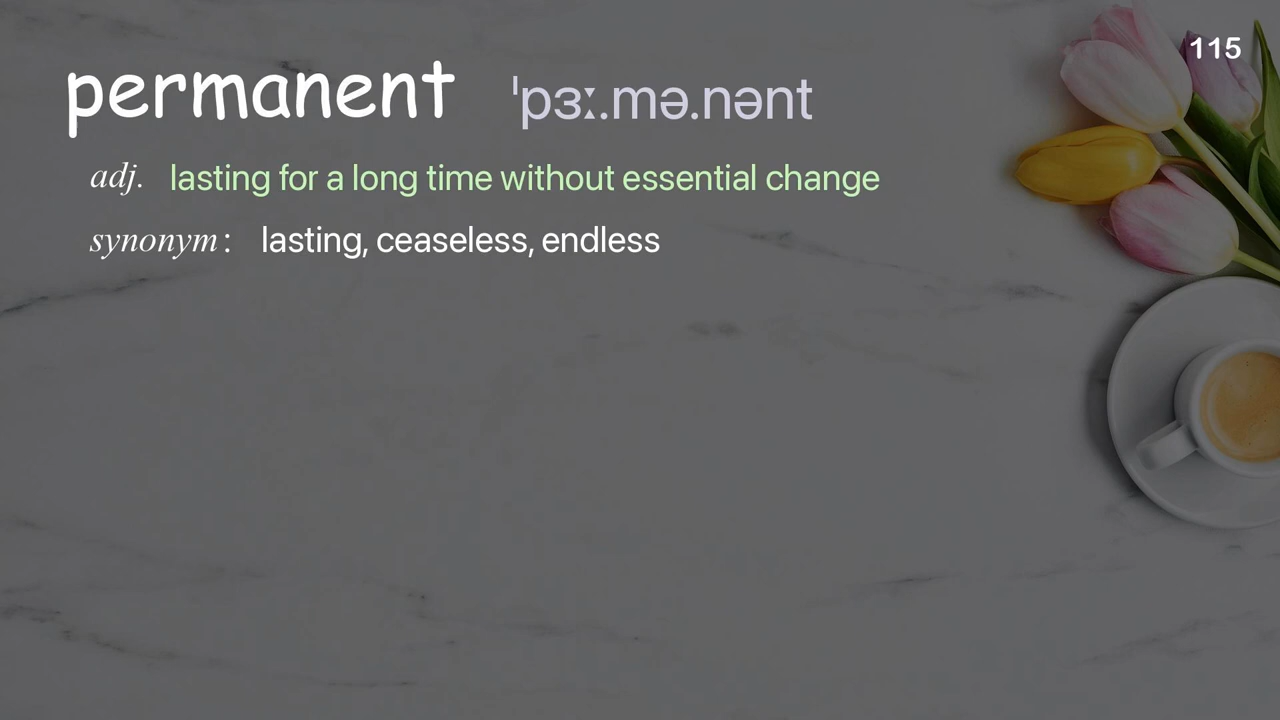 115
permanent ˈpɜː.mə.nənt
adj. lasting for a long time without essential change
synonym: lasting, ceaseless, endless